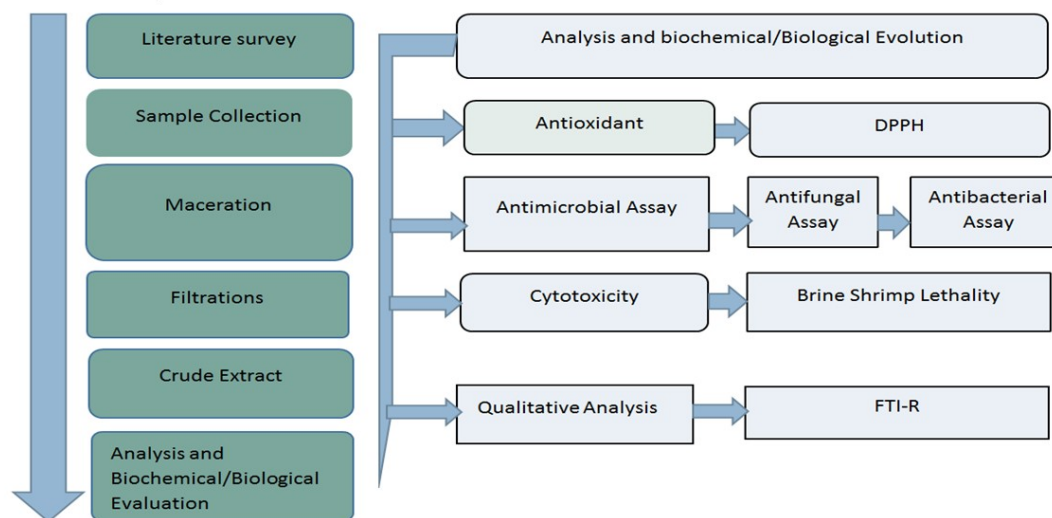 Literature survey
Sample Collection
Maceration
Filtrations
Crude Extract
Analysis and
Biochemical/Biological
Evaluation
Analysis and biochemical/Biological Evolution
Antioxidant
DPPH
Antimicrobial Assay
Antifungal
Assay
Antibacterial
Assay
Cytotoxicity
Brine Shrimp Lethality
Qualitative Analysis
FTI-R